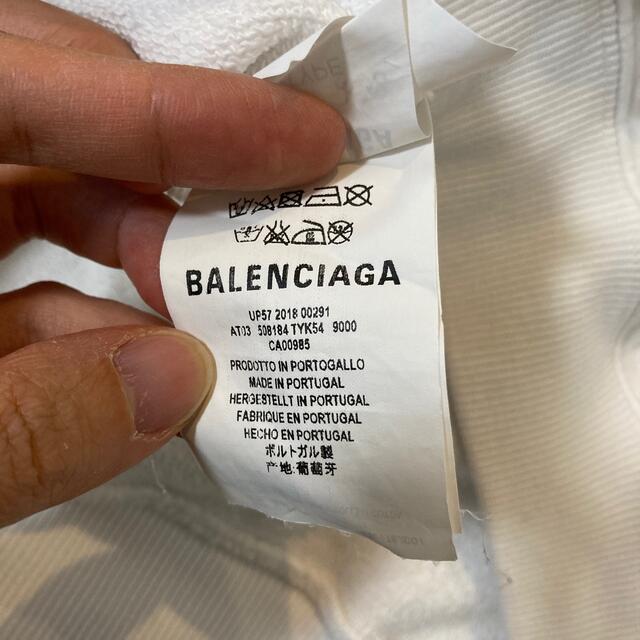 BALENCIAGA
UP57 2018 00291
AT03 508184 TYK54 9000
CA00985
PRODOTTO IN PORTOGALLO
MADE IN PORTUGAL
HERGESTELLT IN PORTUGAL
FABRIQUE EN PORTUGAL
HECHO EN PORTUGAL
ポルトガル製
产地:葡萄牙